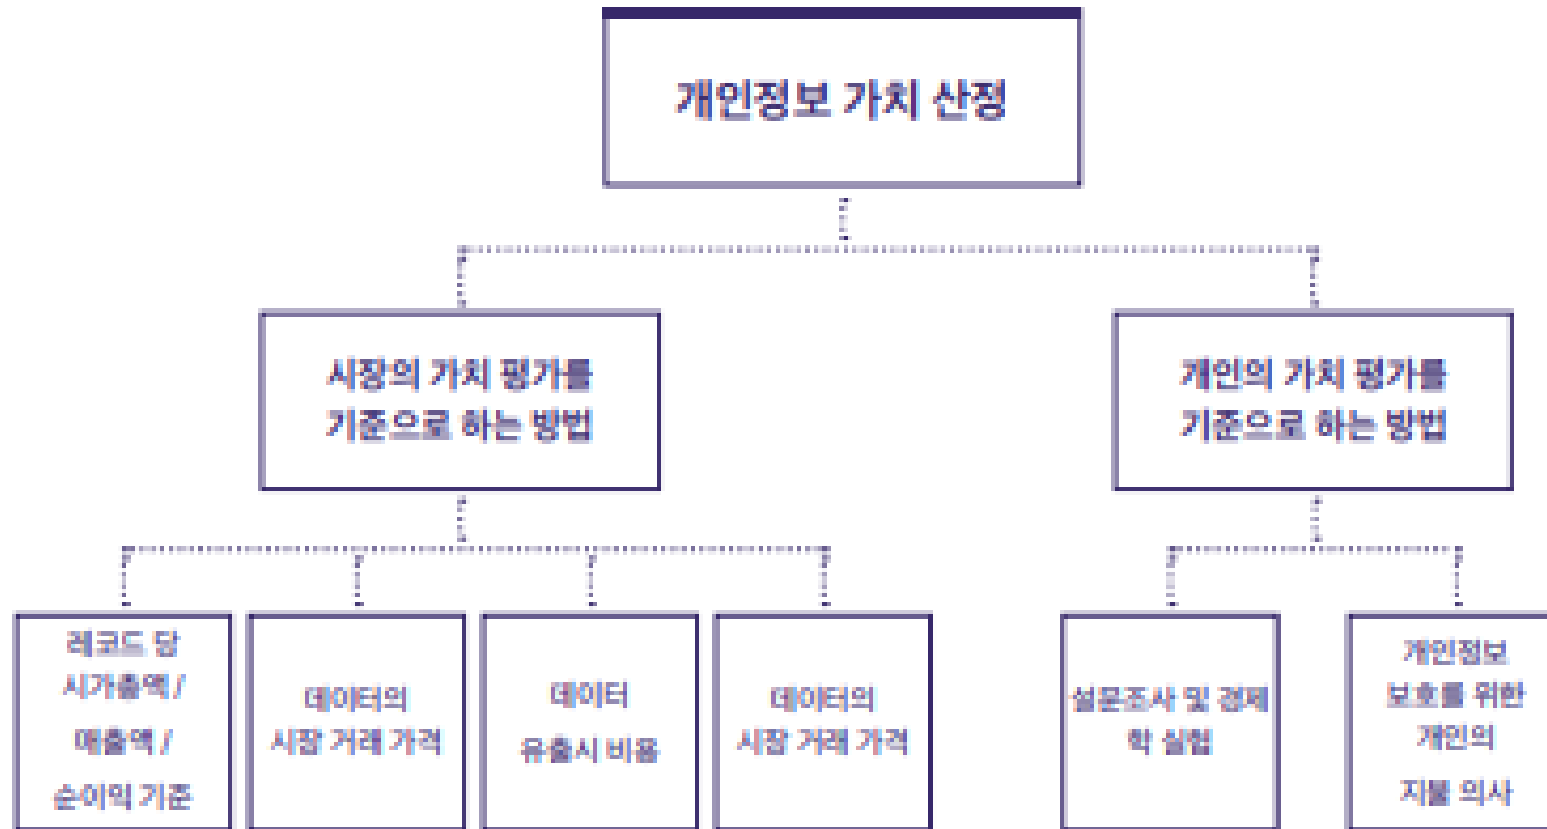 개인정보 가치 산정
시장의 가치 평가를
기준으로 하는 방법
개인의 가치 평가를
기준으로 하는 방법
레코드 당
시가총액 /
매출액 /
순이익 기준
데이터의
시장 거래 가격
데이터
유출시 비용
데이터의
시장 거래 가격
설문조사 및 경제
학 실험
개인정보
보호를 위한
개인의
지불 의사